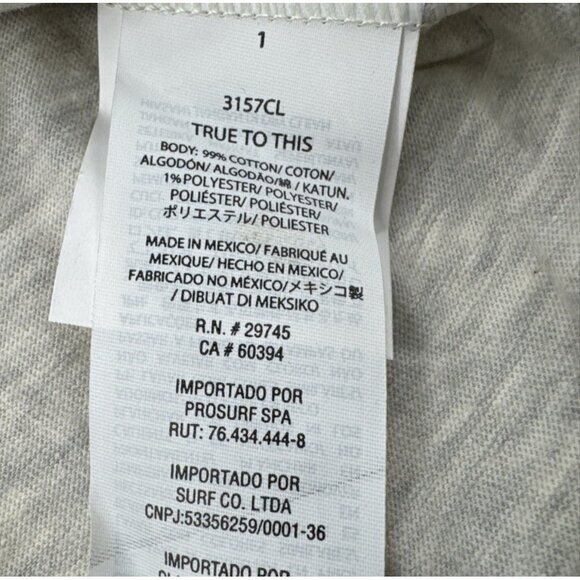 1
3157CL
TRUE TO THIS
BODY: 99% COTTON/ COTON/
ALGODÓN/ ALGODÃO/綿 / KATUN.
1% POLYESTER/ POLYESTER/
POLIÉSTER/ POLIÉSTER/
ポリエステル/ POLIESTER
MADE IN MEXICO/ FABRIQUÉ AU
MEXIQUE/ HECHO EN MEXICO/
FABRICADO NO MÉXICO/メキシコ製
/ DIBUAT DI MEKSIKO
R.N. # 29745
CA # 60394
IMPORTADO POR
PROSURF SPA
RUT: 76.434.444-8
IMPORTADO POR
SURF CO. LTDA
CNPJ:53356259/0001-36
IMPORTADO POR